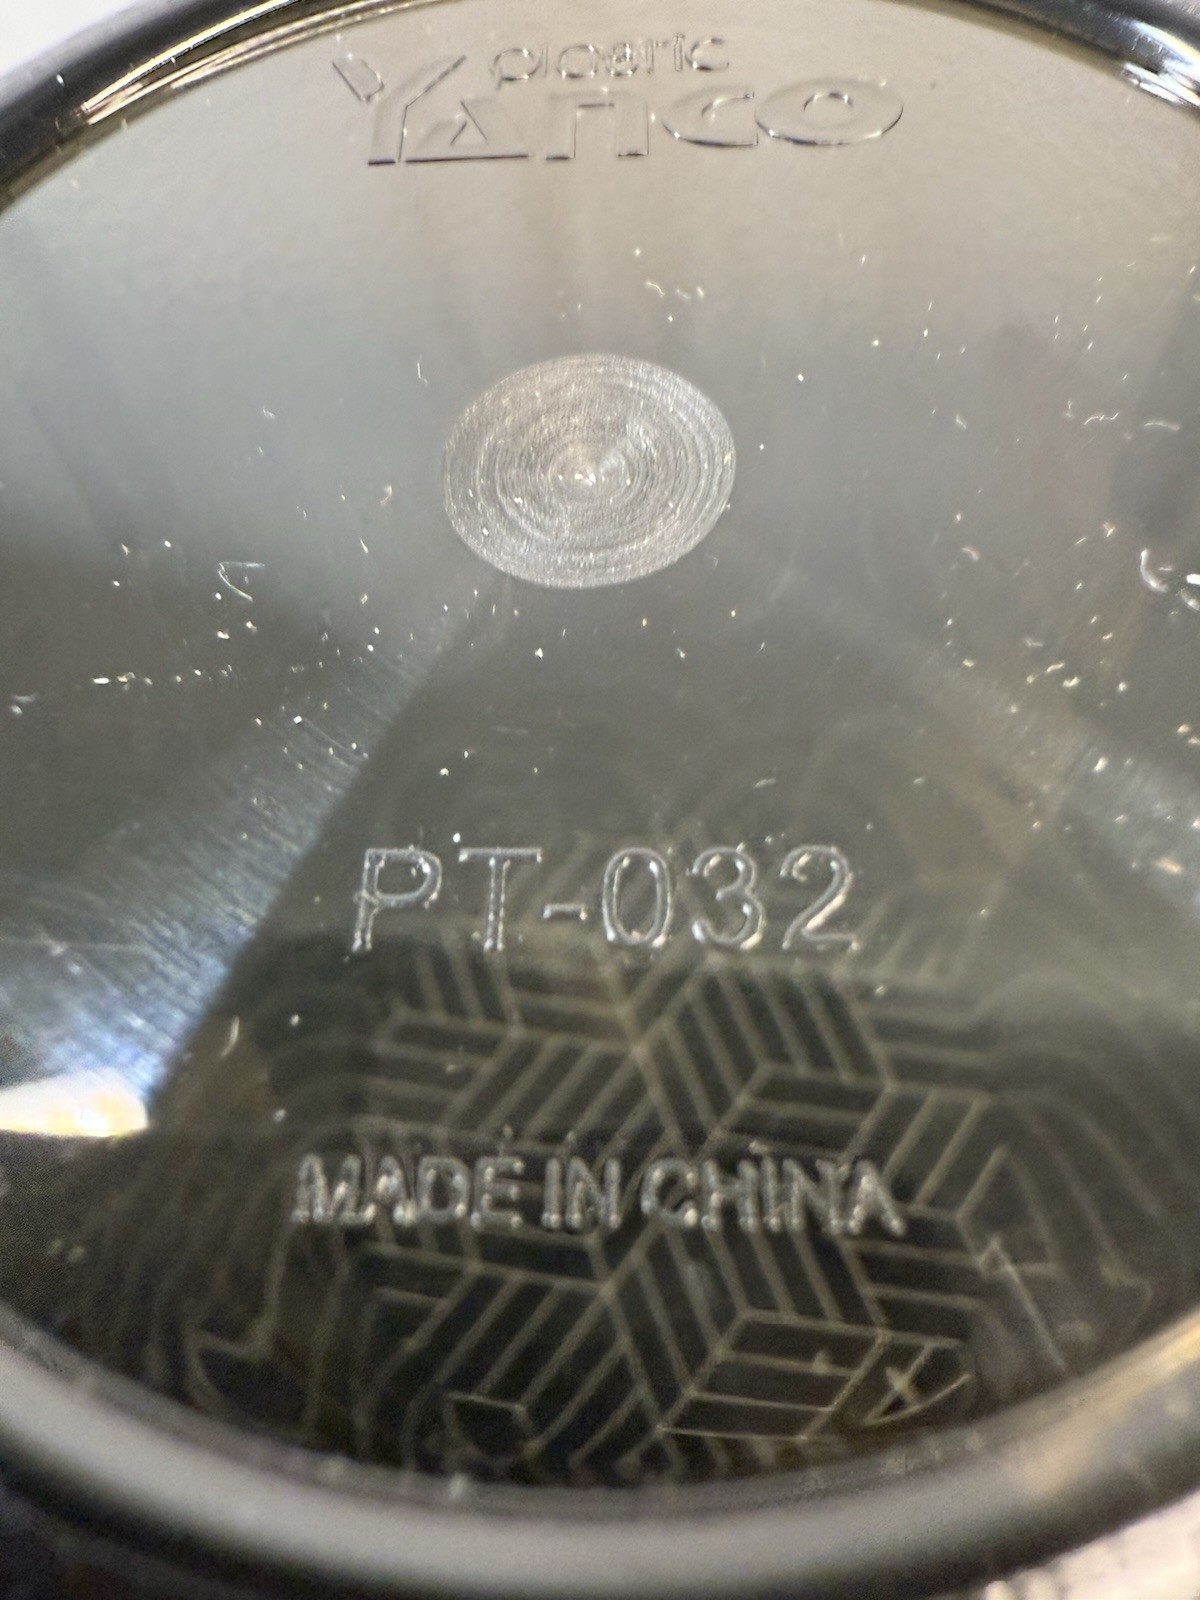 plastic
Yanco
PT-032
MADE IN CHINA